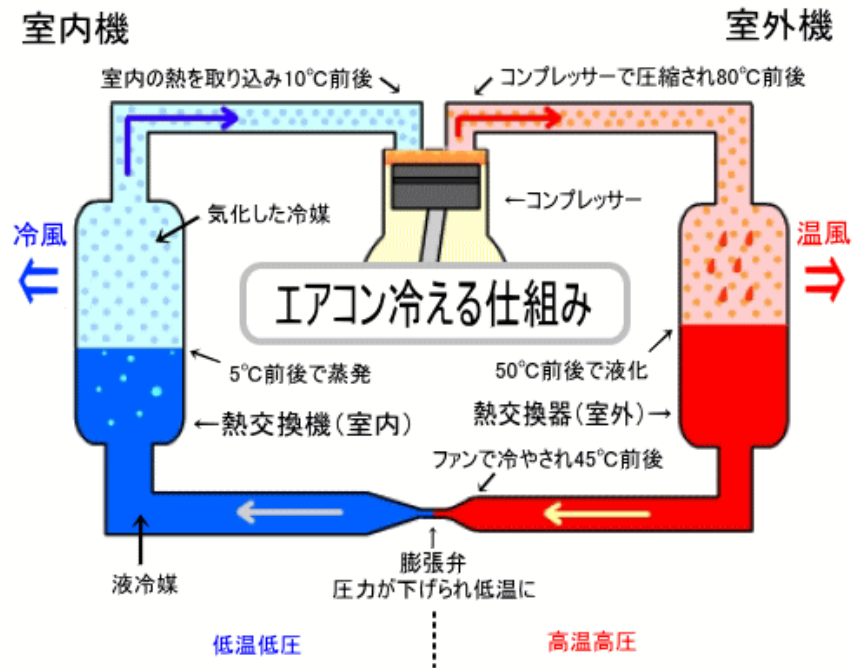 室内機
室外機
室内の熱を取り込み10℃前後
コンプレッサーで圧縮され80℃前後
気化した冷媒
←コンプレッサー
冷風
温風
エアコン冷える仕組み
5℃前後で蒸発
50℃前後で液化
←熱交換機(室内)
熱交換器(室外)→
ファンで冷やされ45℃前後
液冷媒
膨張弁
圧力が下げられ低温に
低温低圧
高温高圧